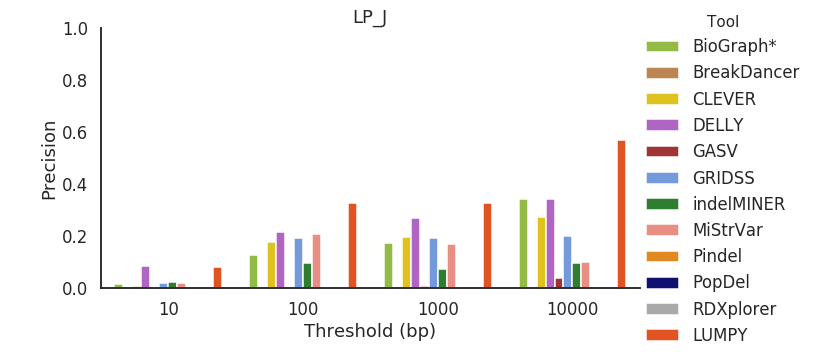 LP_J
Precision
1.0
0.8
0.6
0.4
0.2
0.0
10 100 1000 10000
Threshold (bp)
Tool
BioGraph*
BreakDancer
CLEVER
DELLY
GASV
GRIDSS
indelMINER
MiStrVar
Pindel
PopDel
RDXplorer
LUMPY